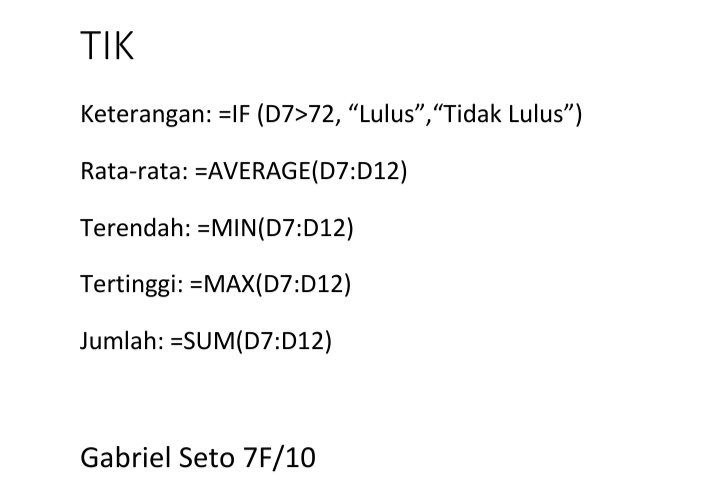 TIK
Keterangan: =IF (D7>72, “Lulus”,“Tidak Lulus”)
Rata-rata: =AVERAGE(D7:D12)
Terendah: =MIN(D7:D12)
Tertinggi: =MAX(D7:D12)
Jumlah: =SUM(D7:D12)
Gabriel Seto 7F/10